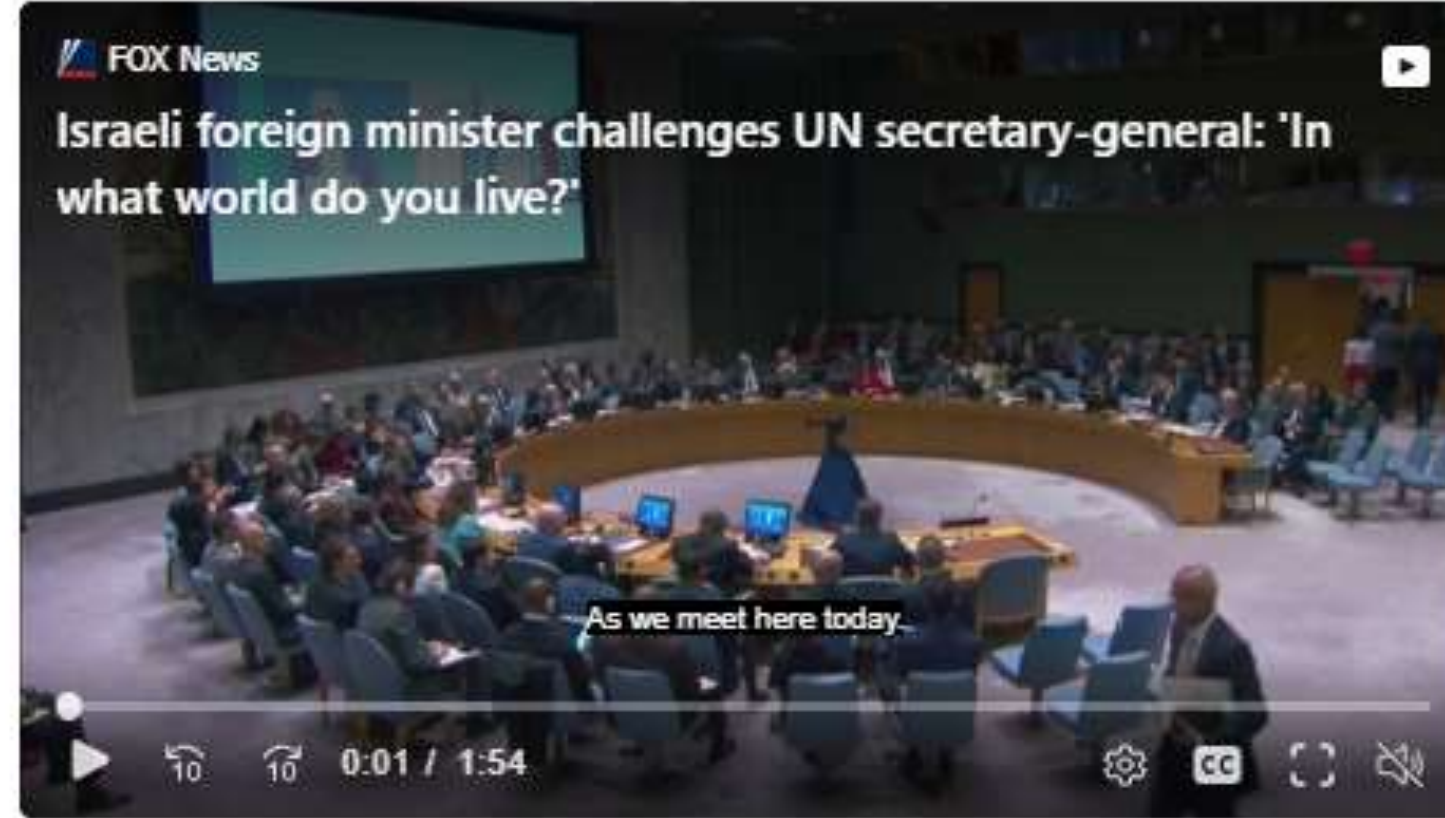 FOX News
Israeli foreign minister challenges UN secretary-general: 'In
what world do you live?'
As we meet here today.
10
10
0:01 / 1:54
CC